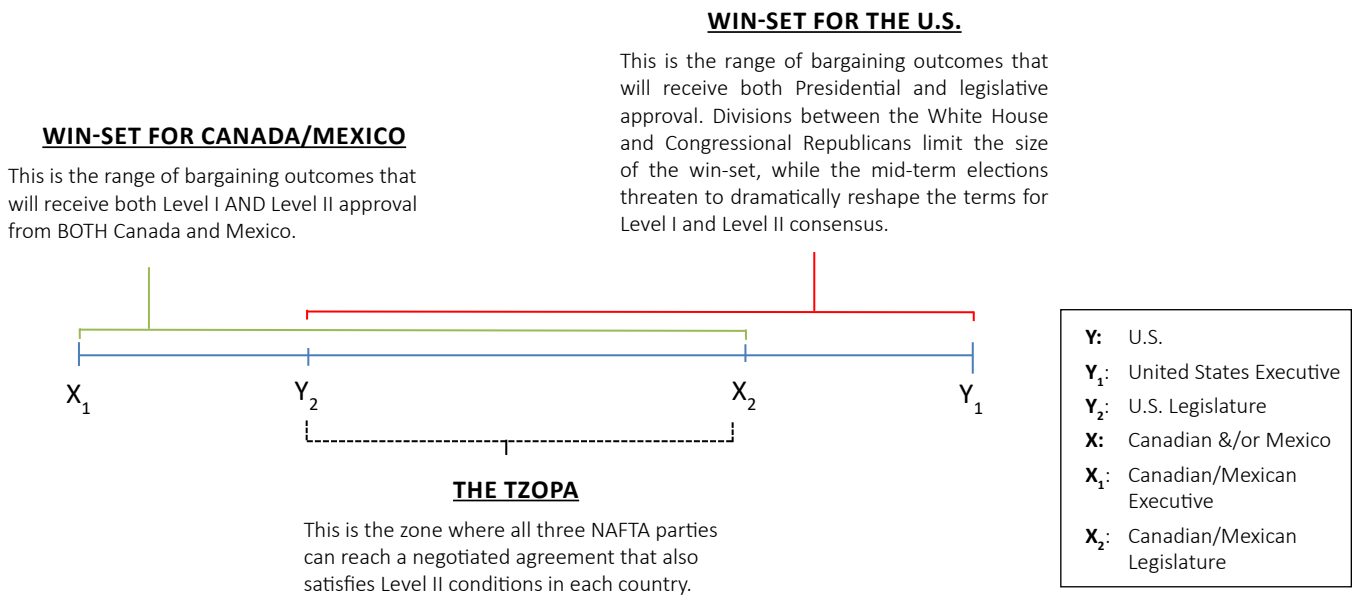 WIN-SET FOR THE U.S.
This is the range of bargaining outcomes that
will receive both Presidential and legislative
approval. Divisions between the White House
and Congressional Republicans limit the size
of the win-set, while the mid-term elections
threaten to dramatically reshape the terms for
Level I and Level II consensus.
WIN-SET FOR CANADA/MEXICO
This is the range of bargaining outcomes that
will receive both Level I AND Level II approval
from BOTH Canada and Mexico.
X₁ Y₂ X₂ Y₁
THE TZOPA
This is the zone where all three NAFTA parties
can reach a negotiated agreement that also
satisfies Level II conditions in each country.
Y: U.S.
Y₁: United States Executive
Y₂: U.S. Legislature
X: Canadian &/or Mexico
X₁: Canadian/Mexican
Executive
X₂: Canadian/Mexican
Legislature